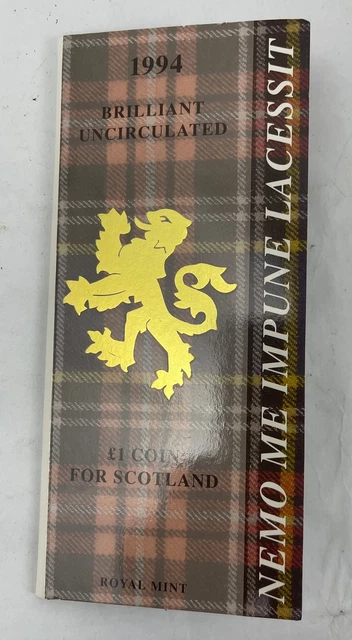 1994
BRILLIANT
UNCIRCULATED
£1 COIN
FOR SCOTLAND
ROYAL MINT
NEMO ME IMPUNE LACESSIT